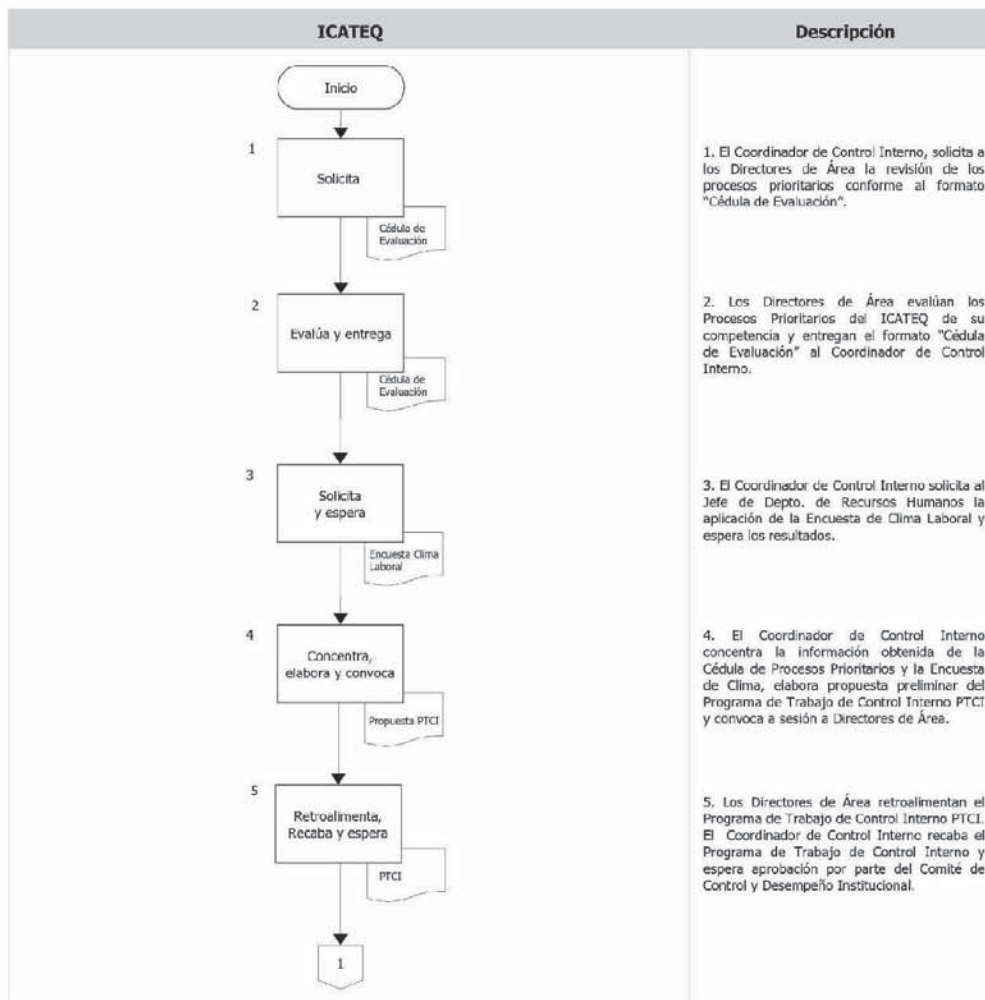 ICATEQ
Descripción
Inicio
1
Solicita
Cédula de
Evaluación
1. El Coordinador de Control Interno, solicita a
los Directores de Área la revisión de los
procesos prioritarios conforme al formato
"Cédula de Evaluación".
2
Evalúa y entrega
Cédula de
Evaluación
2. Los Directores de Área evalúan los
Procesos Prioritarios del ICATEQ de su
competencia y entregan el formato "Cédula
de Evaluación" al Coordinador de Control
Interno.
3
Solicita
y espera
Encuesta Clima
Laboral
3. El Coordinador de Control Interno solicita al
Jefe de Depto. de Recursos Humanos la
aplicación de la Encuesta de Clima Laboral y
espera los resultados.
4
Concentra,
elabora y convoca
Propuesta PTCI
4. El Coordinador de Control Interno
concentra la información obtenida de la
Cédula de Procesos Prioritarios y la Encuesta
de Clima, elabora propuesta preliminar del
Programa de Trabajo de Control Interno PTCI
y convoca a sesión a Directores de Área.
5
Retroalimenta,
Recaba y espera
PTCI
5. Los Directores de Área retroalimentan el
Programa de Trabajo de Control Interno PTCI.
El Coordinador de Control Interno recaba el
Programa de Trabajo de Control Interno y
espera aprobación por parte del Comité de
Control y Desempeño Institucional.
1